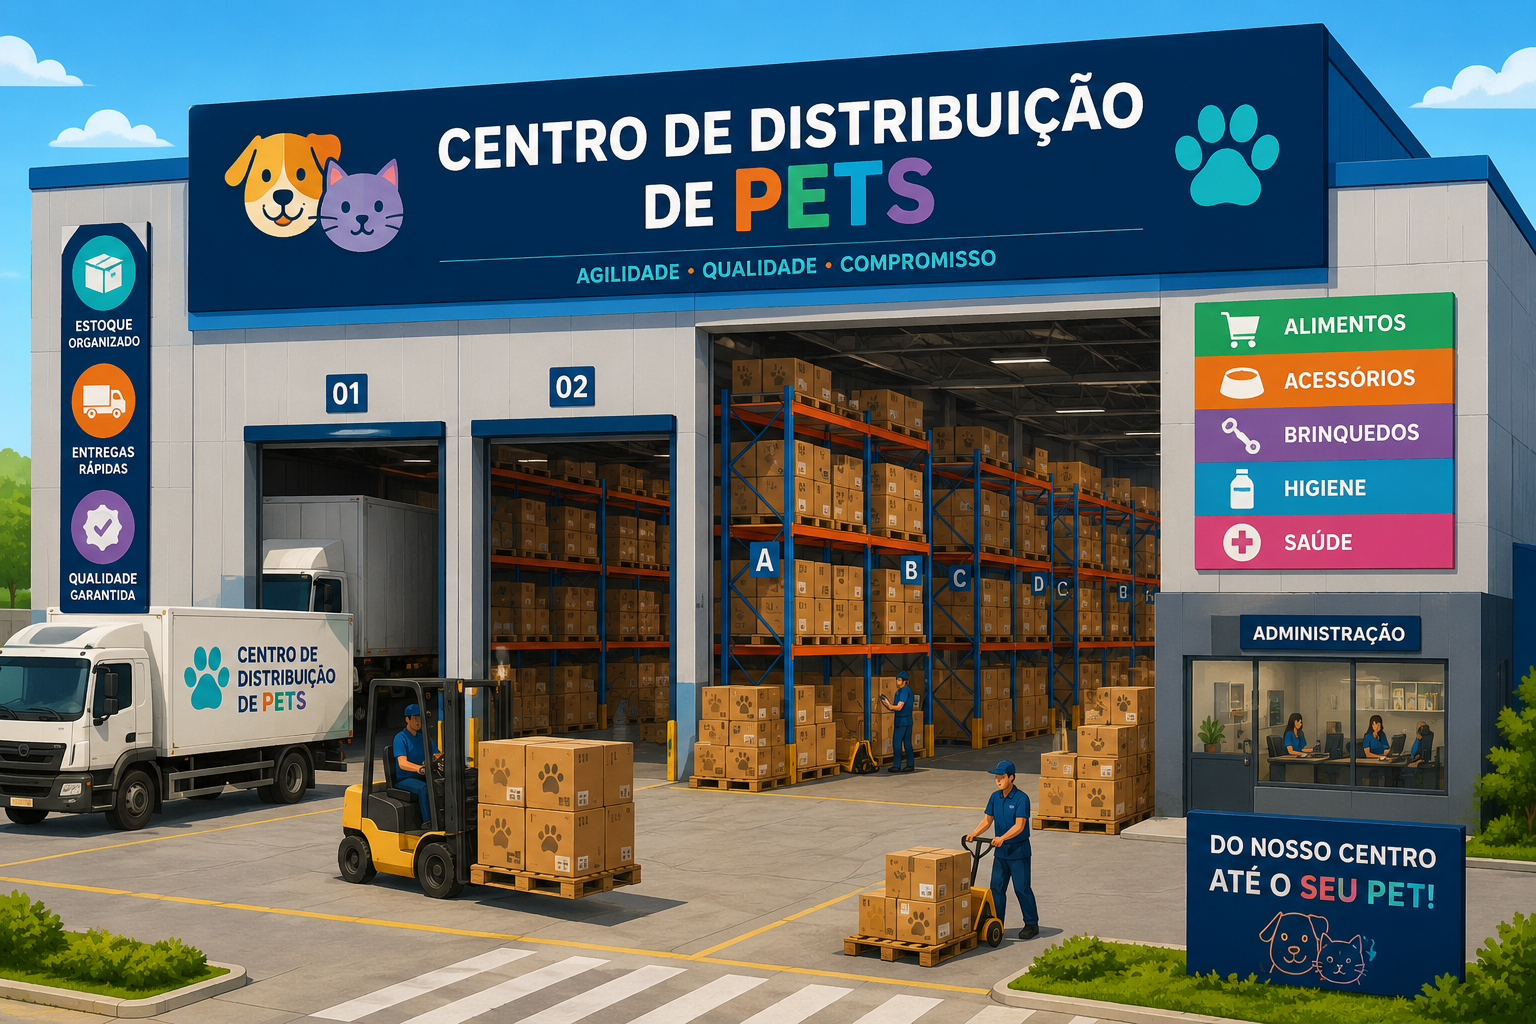 CENTRO DE DISTRIBUIÇÃO
DE PETS
AGILIDADE • QUALIDADE • COMPROMISSO
ESTOQUE
ORGANIZADO
ENTREGAS
RÁPIDAS
QUALIDADE
GARANTIDA
01
02
ALIMENTOS
ACESSÓRIOS
BRINQUEDOS
HIGIENE
SAÚDE
A
B
C
D
C
B
ADMINISTRAÇÃO
CENTRO DE
DISTRIBUIÇÃO
DE PETS
DO NOSSO CENTRO
ATÉ O SEU PET!